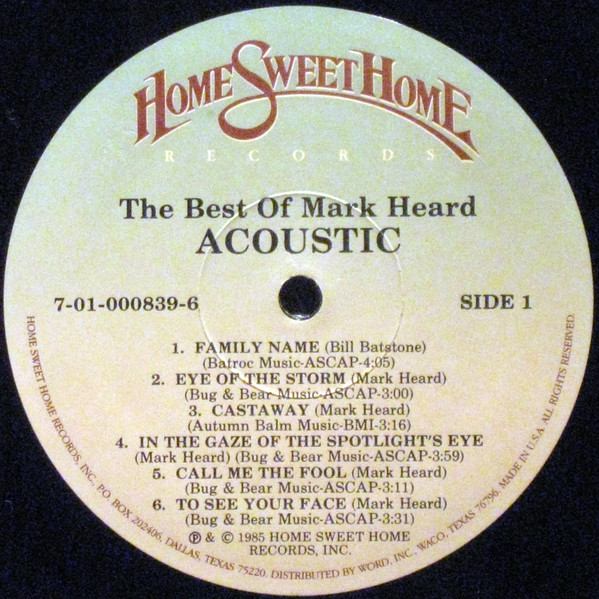 HOME SWEET HOME
RECORDS
The Best Of Mark Heard
ACOUSTIC
7-01-000839-6
SIDE 1
1. FAMILY NAME (Bill Batstone)
(Batroc Music-ASCAP-4:05)
2. EYE OF THE STORM (Mark Heard)
(Bug & Bear Music-ASCAP-3:00)
3. CASTAWAY (Mark Heard)
(Autumn Balm Music-BMI-3:16)
4. IN THE GAZE OF THE SPOTLIGHT'S EYE
(Mark Heard) (Bug & Bear Music-ASCAP-3:59)
5. CALL ME THE FOOL (Mark Heard)
(Bug & Bear Music-ASCAP-3:11)
6. TO SEE YOUR FACE (Mark Heard)
(Bug & Bear Music-ASCAP-3:31)
℗ & © 1985 HOME SWEET HOME
RECORDS, INC.
HOME SWEET HOME RECORDS, INC. P.O. BOX 202406, DALLAS, TEXAS 75220. DISTRIBUTED BY WORD, INC., WACO, TEXAS 76796. MADE IN U.S.A. ALL RIGHTS RESERVED.